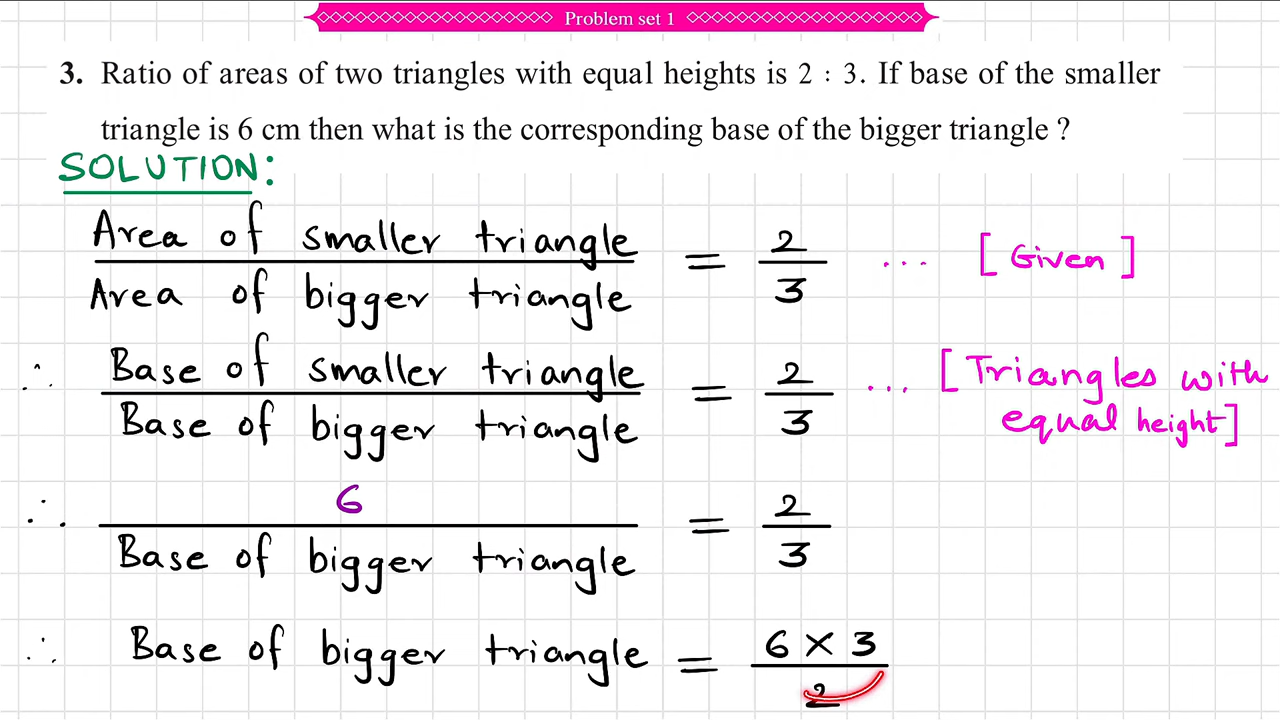 Problem set 1
3. Ratio of areas of two triangles with equal heights is 2 : 3. If base of the smaller
triangle is 6 cm then what is the corresponding base of the bigger triangle ?
SOLUTION:
Area of smaller triangle / Area of bigger triangle = 2/3 ... [Given]
∴ Base of smaller triangle / Base of bigger triangle = 2/3 ... [Triangles with
equal height]
∴ 6 / Base of bigger triangle = 2/3
∴ Base of bigger triangle = 6 × 3 / 2